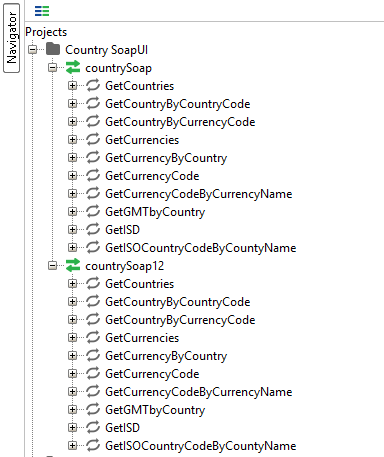 Navigator
Projects
Country SoapUI
countrySoap
GetCountries
GetCountryByCountryCode
GetCountryByCurrencyCode
GetCurrencies
GetCurrencyByCountry
GetCurrencyCode
GetCurrencyCodeByCurrencyName
GetGMTbyCountry
GetISD
GetISOCountryCodeByCountyName
countrySoap12
GetCountries
GetCountryByCountryCode
GetCountryByCurrencyCode
GetCurrencies
GetCurrencyByCountry
GetCurrencyCode
GetCurrencyCodeByCurrencyName
GetGMTbyCountry
GetISD
GetISOCountryCodeByCountyName